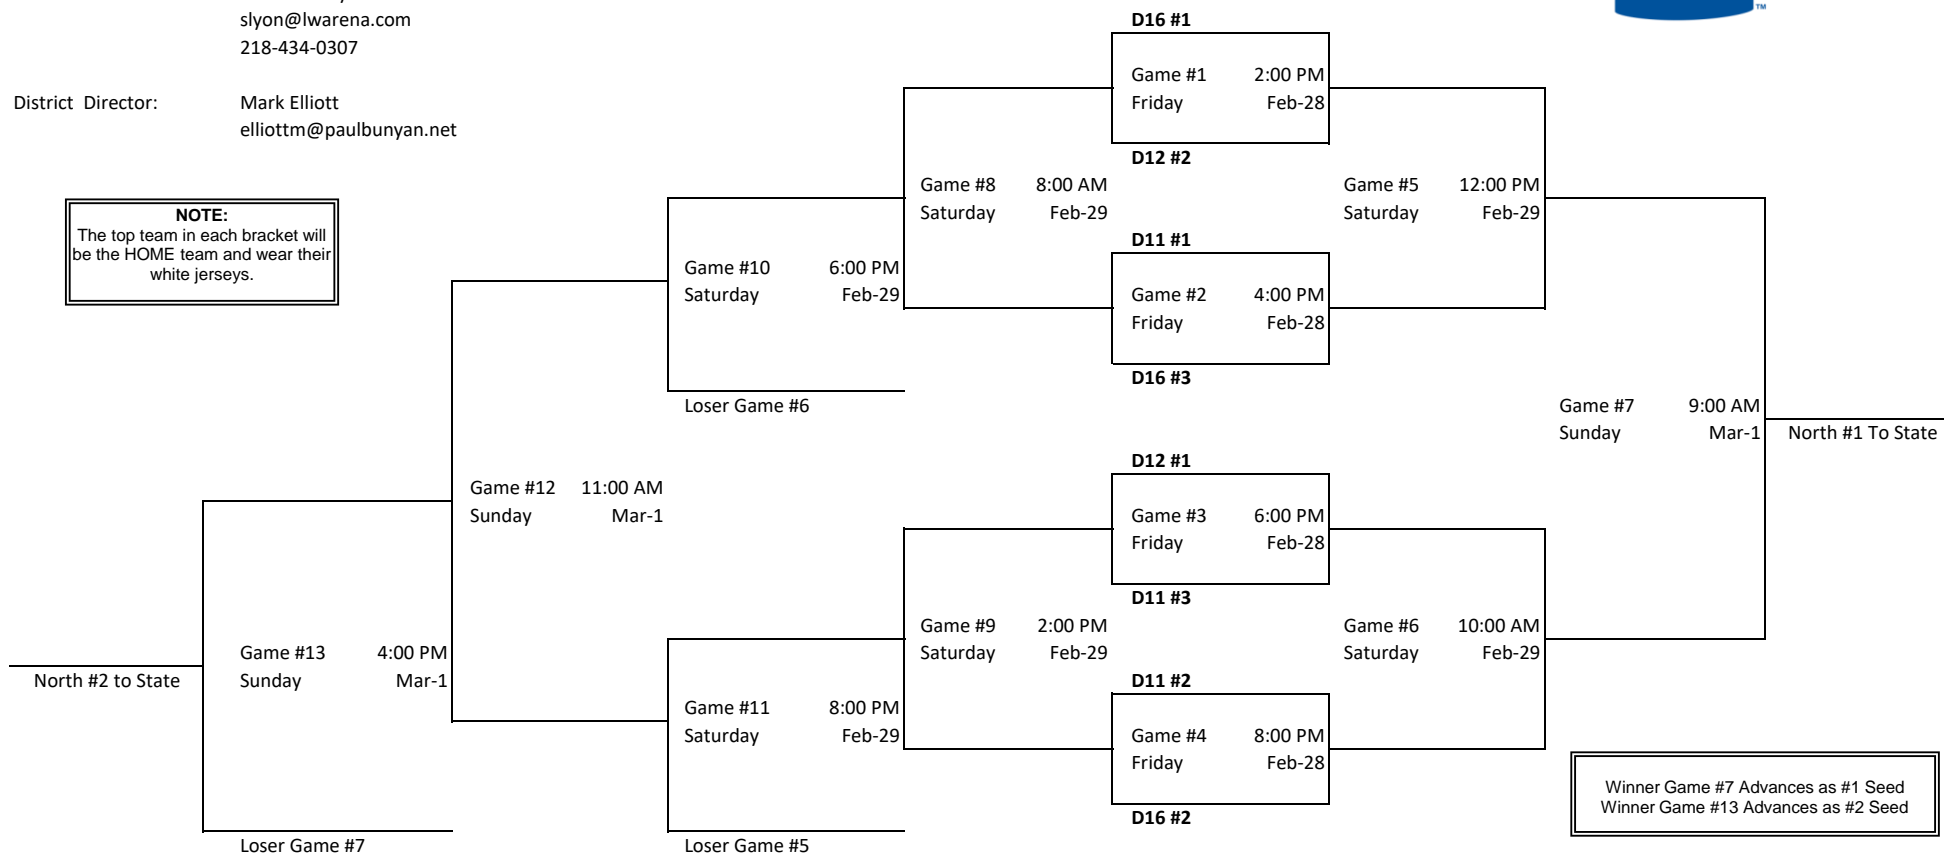 slyon@lwarena.com
218-434-0307
District Director: Mark Elliott
elliottm@paulbunyan.net
NOTE:
The top team in each bracket will
be the HOME team and wear their
white jerseys.
D16 #1
Game #1 2:00 PM
Friday Feb-28
D12 #2
Game #8 8:00 AM
Saturday Feb-29
Game #5 12:00 PM
Saturday Feb-29
D11 #1
Game #10 6:00 PM
Saturday Feb-29
Game #2 4:00 PM
Friday Feb-28
D16 #3
Loser Game #6
Game #7 9:00 AM
Sunday Mar-1
North #1 To State
D12 #1
Game #12 11:00 AM
Sunday Mar-1
Game #3 6:00 PM
Friday Feb-28
D11 #3
Game #9 2:00 PM
Saturday Feb-29
Game #6 10:00 AM
Saturday Feb-29
Game #13 4:00 PM
Sunday Mar-1
North #2 to State
D11 #2
Game #11 8:00 PM
Saturday Feb-29
Game #4 8:00 PM
Friday Feb-28
D16 #2
Winner Game #7 Advances as #1 Seed
Winner Game #13 Advances as #2 Seed
Loser Game #7
Loser Game #5
TM